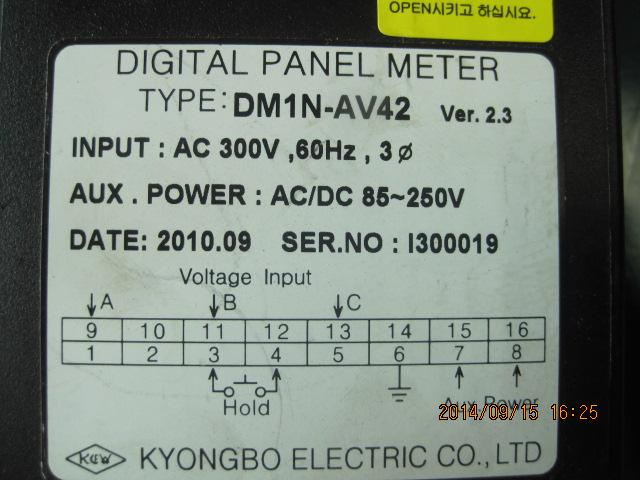 OPEN시키고 하십시요.
DIGITAL PANEL METER
TYPE: DM1N-AV42 Ver. 2.3
INPUT : AC 300V ,60Hz , 3 ø
AUX . POWER : AC/DC 85~250V
DATE: 2010.09 SER.NO : I300019
Voltage Input
A B C
9 10 11 12 13 14 15 16
1 2 3 4 5 6 7 8
Hold Aux Power
2014/09/15 16:25
KEW KYONGBO ELECTRIC CO., LTD